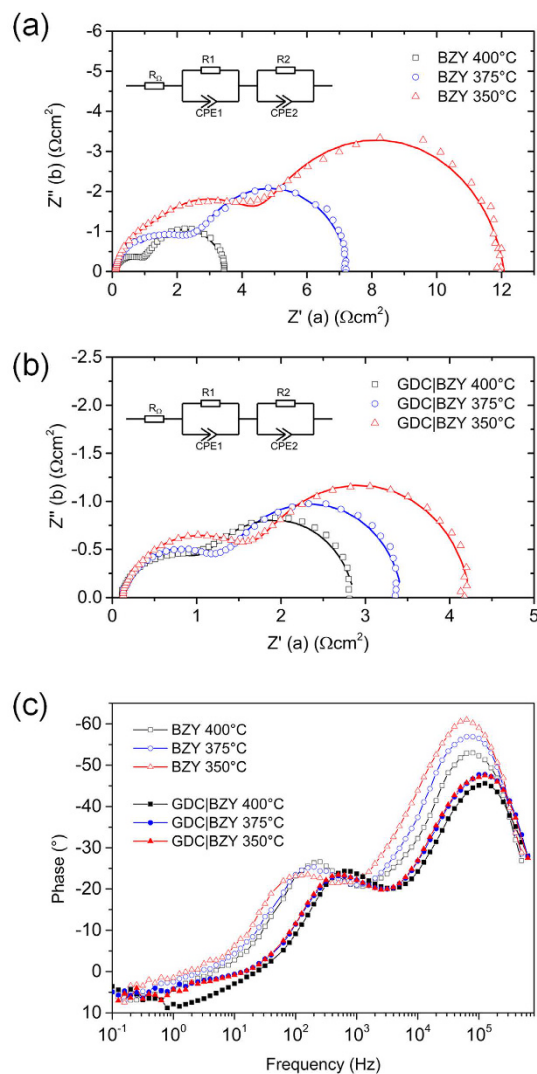 (a)
-6
-5
-4
-3
-2
-1
0
Z'' (b) (Ωcm²)
R1
R2
RΩ
CPE1
CPE2
BZY 400°C
BZY 375°C
BZY 350°C
0 2 4 6 8 10 12
Z' (a) (Ωcm²)
(b)
-2.5
-2.0
-1.5
-1.0
-0.5
0.0
Z'' (b) (Ωcm²)
R1
R2
RΩ
CPE1
CPE2
GDC|BZY 400°C
GDC|BZY 375°C
GDC|BZY 350°C
0 1 2 3 4 5
Z' (a) (Ωcm²)
(c)
-60
-50
-40
-30
-20
-10
0
10
Phase (°)
BZY 400°C
BZY 375°C
BZY 350°C
GDC|BZY 400°C
GDC|BZY 375°C
GDC|BZY 350°C
10⁻¹ 10⁰ 10¹ 10² 10³ 10⁴ 10⁵
Frequency (Hz)